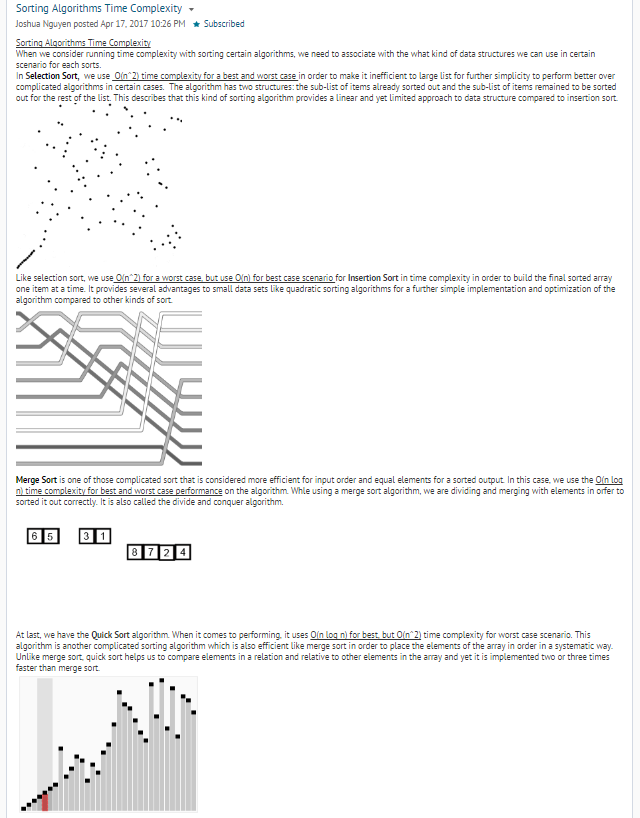 Sorting Algorithms Time Complexity
Joshua Nguyen posted Apr 17, 2017 10:26 PM ★ Subscribed
Sorting Algorithms Time Complexity
When we consider running time complexity with sorting certain algorithms, we need to associate with the what kind of data structures we can use in certain
scenario for each sorts.
In Selection Sort, we use O(n^2) time complexity for a best and worst case in order to make it inefficient to large list for further simplicity to perform better over
complicated algorithms in certain cases. The algorithm has two structures: the sub-list of items already sorted out and the sub-list of items remained to be sorted
out for the rest of the list. This describes that this kind of sorting algorithm provides a linear and yet limited approach to data structure compared to insertion sort.
Like selection sort, we use O(n^2) for a worst case, but use O(n) for best case scenario for Insertion Sort in time complexity in order to build the final sorted array
one item at a time. It provides several advantages to small data sets like quadratic sorting algorithms for a further simple implementation and optimization of the
algorithm compared to other kinds of sort.
Merge Sort is one of those complicated sort that is considered more efficient for input order and equal elements for a sorted output. In this case, we use the O(n log
n) time complexity for best and worst case performance on the algorithm. Whle using a merge sort algorithm, we are dividing and merging with elements in orfer to
sorted it out correctly. It is also called the divide and conquer algorithm.
6 5 3 1
8 7 2 4
At last, we have the Quick Sort algorithm. When it comes to performing, it uses O(n log n) for best, but O(n^2) time complexity for worst case scenario. This
algorithm is another complicated sorting algorithm which is also efficient like merge sort in order to place the elements of the array in order in a systematic way.
Unlike merge sort, quick sort helps us to compare elements in a relation and relative to other elements in the array and yet it is implemented two or three times
faster than merge sort.